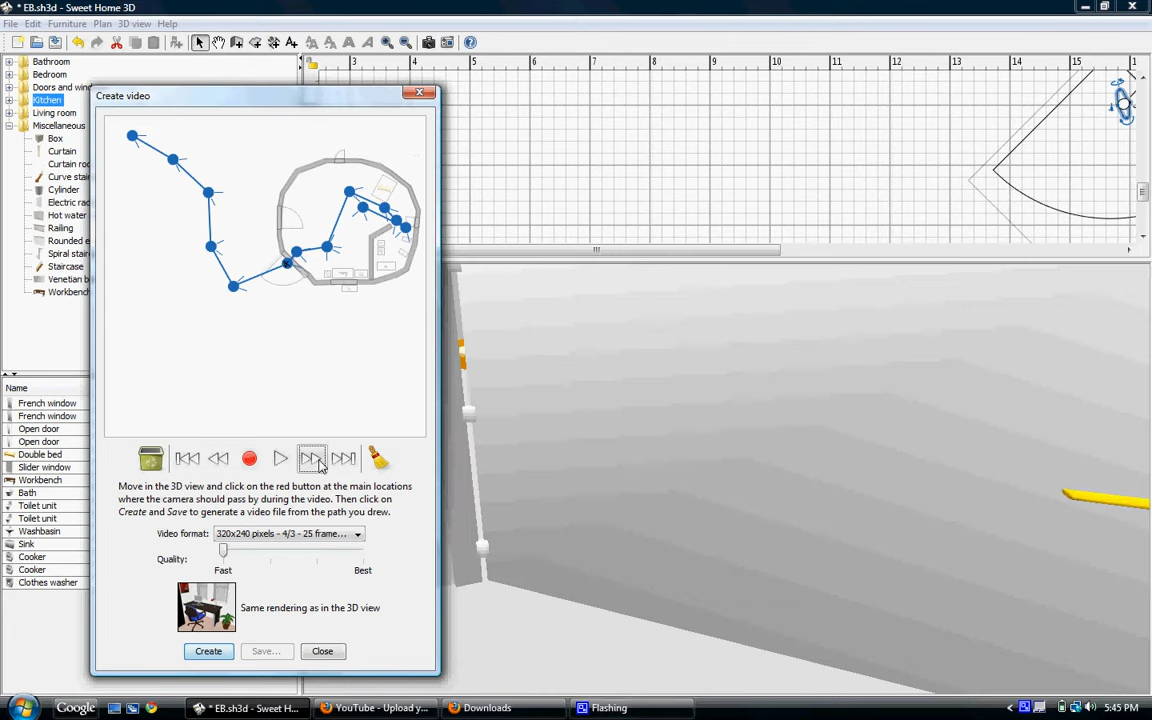 * EB.sh3d - Sweet Home 3D
File Edit Furniture Plan 3D view Help
Bathroom
Bedroom
Doors and wind
Kitchen
Living room
Miscellaneous
Box
Curtain
Curtain ro
Curve stai
Cylinder
Electric ra
Hot water
Railing
Rounded e
Spiral stai
Staircase
Venetian b
Workbench
3 4 5 6 7 8 9 10 11 12 13 14 15 16
Create video
Move in the 3D view and click on the red button at the main locations
where the camera should pass by during the video. Then click on
Create and Save to generate a video file from the path you drew.
Video format: 320x240 pixels - 4/3 - 25 frame...
Quality:
Fast Best
Same rendering as in the 3D view
Create Save... Close
Name
French window
French window
Open door
Open door
Double bed
Slider window
Workbench
Bath
Toilet unit
Toilet unit
Washbasin
Sink
Cooker
Cooker
Clothes washer
Google * EB.sh3d - Sweet H... YouTube - Upload y... Downloads Flashing 5:45 PM